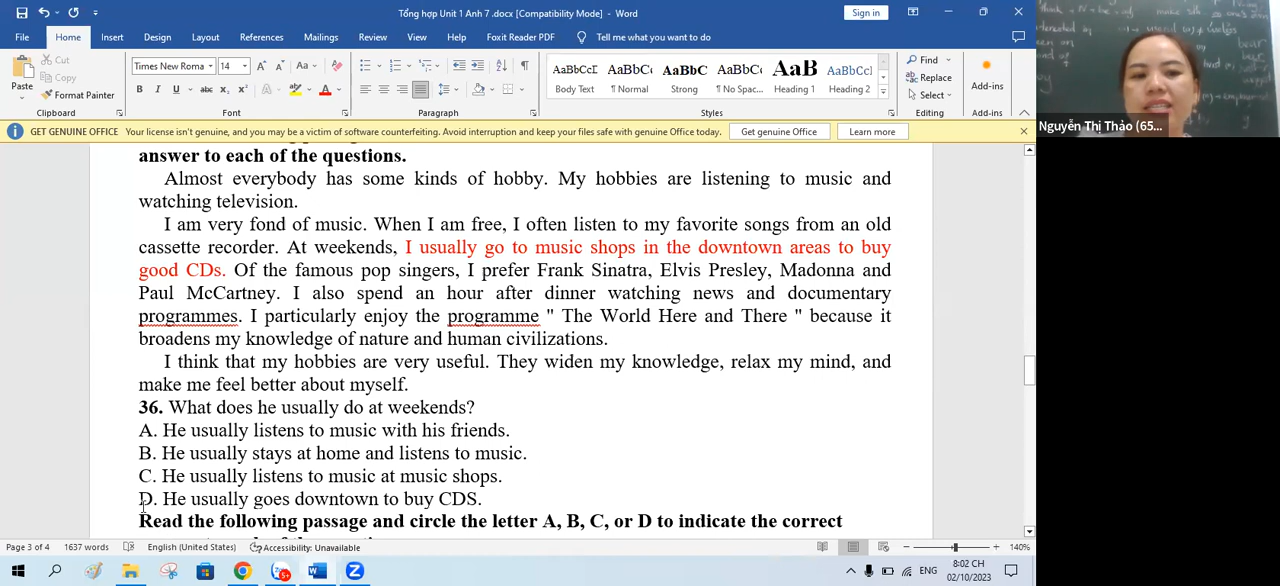 Tổng hợp Unit 1 Anh 7 .docx [Compatibility Mode] - Word
Sign in
File Home Insert Design Layout References Mailings Review View Help Foxit Reader PDF Tell me what you want to do
Paste
Cut
Copy
Format Painter
Clipboard
Times New Roma
14
Font
Paragraph
AaBbCcD AaBbCc AaBbC AaBbCc AaB AaBbCc
Body Text ¶ Normal ¶ No Spac... Heading 1 Heading 2
Styles
Find
Replace
Select
Editing
Add-ins
Add-ins
GET GENUINE OFFICE Your license isn't genuine, and you may be a victim of software counterfeiting. Avoid interruption and keep your files safe with genuine Office today. Get genuine Office Learn more
Nguyễn Thị Thảo (65...
answer to each of the questions.
Almost everybody has some kinds of hobby. My hobbies are listening to music and
watching television.
I am very fond of music. When I am free, I often listen to my favorite songs from an old
cassette recorder. At weekends, I usually go to music shops in the downtown areas to buy
good CDs. Of the famous pop singers, I prefer Frank Sinatra, Elvis Presley, Madonna and
Paul McCartney. I also spend an hour after dinner watching news and documentary
programmes. I particularly enjoy the programme " The World Here and There " because it
broadens my knowledge of nature and human civilizations.
I think that my hobbies are very useful. They widen my knowledge, relax my mind, and
make me feel better about myself.
36. What does he usually do at weekends?
A. He usually listens to music with his friends.
B. He usually stays at home and listens to music.
C. He usually listens to music at music shops.
D. He usually goes downtown to buy CDS.
Read the following passage and circle the letter A, B, C, or D to indicate the correct
Page 3 of 4 1637 words English (United States) Accessibility: Unavailable 140%
ENG
8:02 CH
02/10/2023